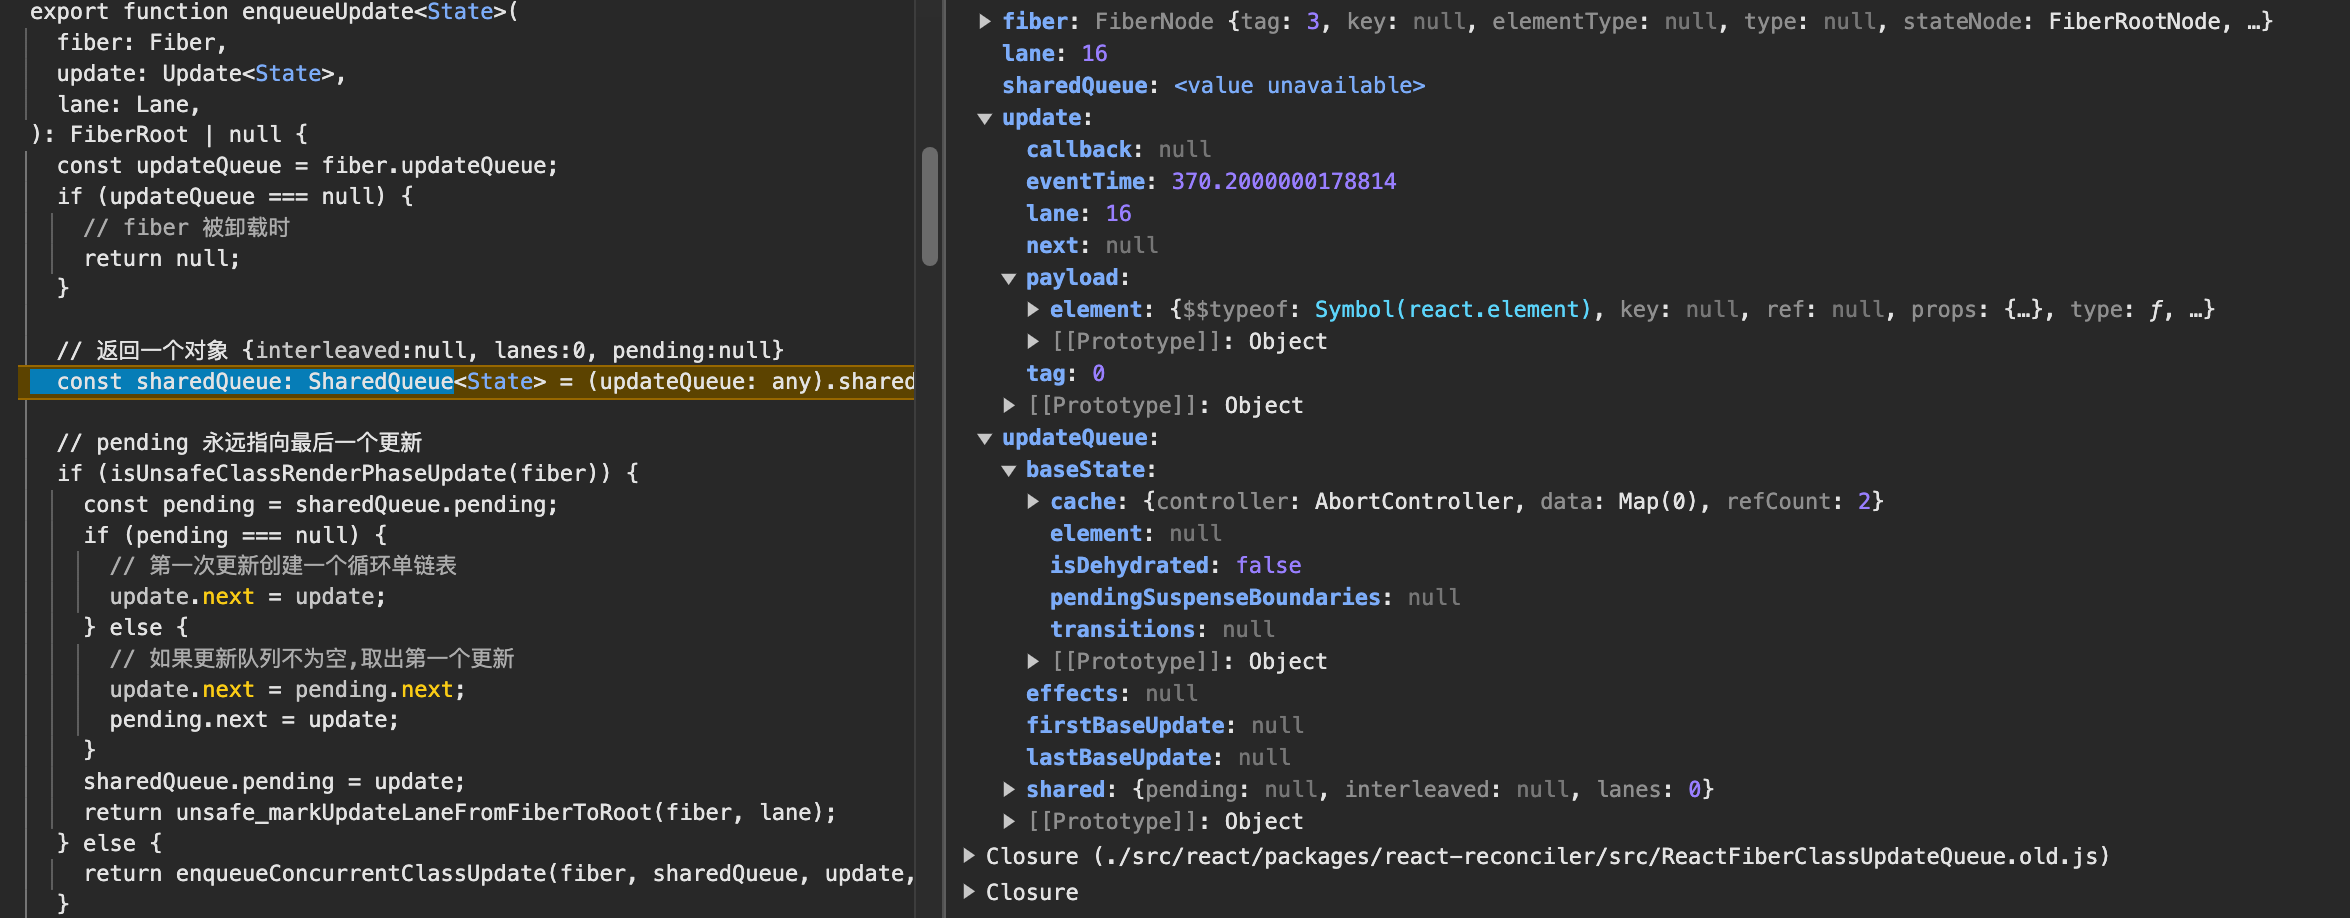 export function enqueueUpdate<State>(
fiber: Fiber,
update: Update<State>,
lane: Lane,
): FiberRoot | null {
const updateQueue = fiber.updateQueue;
if (updateQueue === null) {
// fiber 被卸载时
return null;
}
// 返回一个对象 {interleaved:null, lanes:0, pending:null}
const sharedQueue: SharedQueue<State> = (updateQueue: any).shared
// pending 永远指向最后一个更新
if (isUnsafeClassRenderPhaseUpdate(fiber)) {
const pending = sharedQueue.pending;
if (pending === null) {
// 第一次更新创建一个循环单链表
update.next = update;
} else {
// 如果更新队列不为空,取出第一个更新
update.next = pending.next;
pending.next = update;
}
sharedQueue.pending = update;
return unsafe_markUpdateLaneFromFiberToRoot(fiber, lane);
} else {
return enqueueConcurrentClassUpdate(fiber, sharedQueue, update,
}
fiber: FiberNode {tag: 3, key: null, elementType: null, type: null, stateNode: FiberRootNode, …}
lane: 16
sharedQueue: <value unavailable>
update:
callback: null
eventTime: 370.2000000178814
lane: 16
next: null
payload:
element: {$$typeof: Symbol(react.element), key: null, ref: null, props: {…}, type: ƒ, …}
[[Prototype]]: Object
tag: 0
[[Prototype]]: Object
updateQueue:
baseState:
cache: {controller: AbortController, data: Map(0), refCount: 2}
element: null
isDehydrated: false
pendingSuspenseBoundaries: null
transitions: null
[[Prototype]]: Object
effects: null
firstBaseUpdate: null
lastBaseUpdate: null
shared: {pending: null, interleaved: null, lanes: 0}
[[Prototype]]: Object
Closure (./src/react/packages/react-reconciler/src/ReactFiberClassUpdateQueue.old.js)
Closure